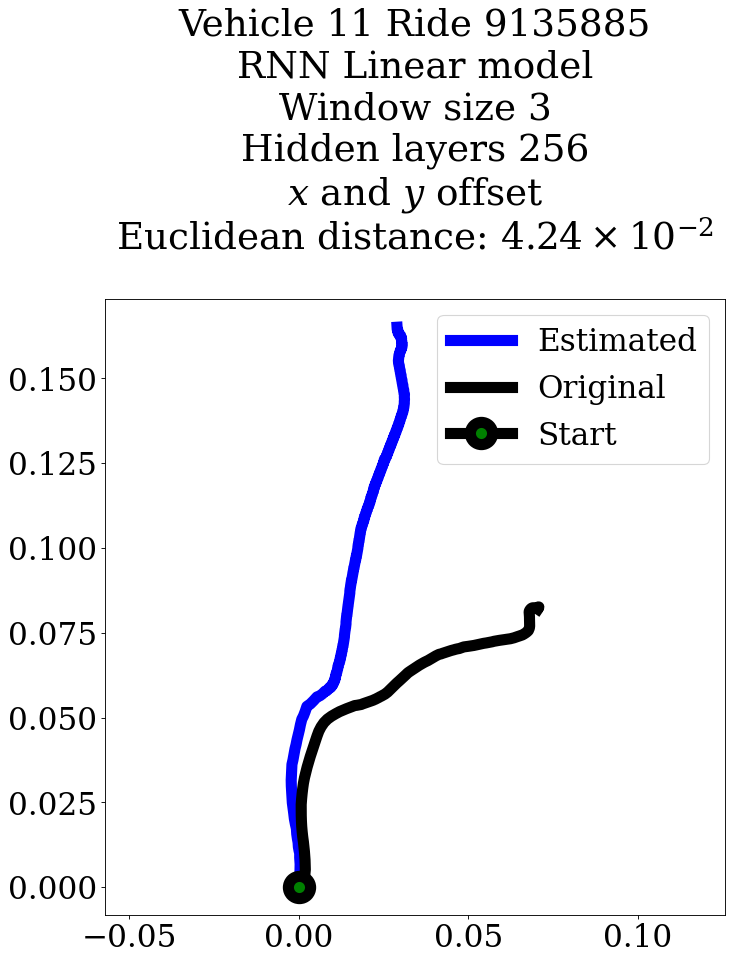 Vehicle 11 Ride 9135885
RNN Linear model
Window size 3
Hidden layers 256
x and y offset
Euclidean distance: 4.24 × 10⁻²
Estimated
Original
Start
0.150
0.125
0.100
0.075
0.050
0.025
0.000
−0.05 0.00 0.05 0.10